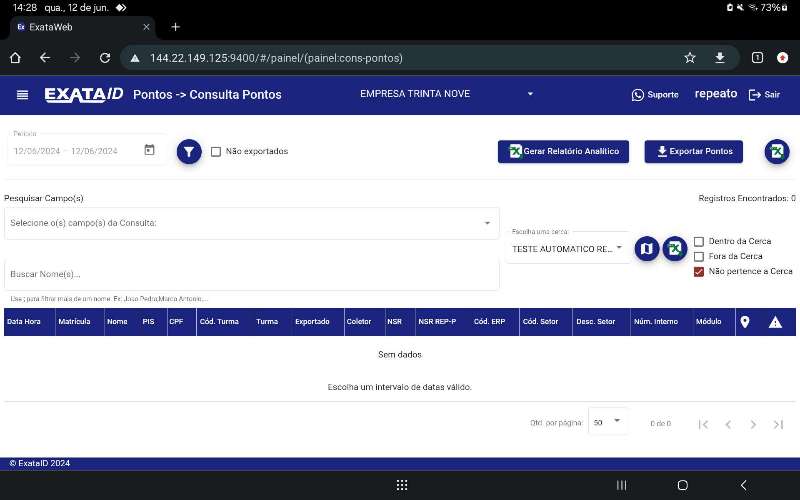 14:28 qua., 12 de jun.
73%
Ex ExataWeb
144.22.149.125:9400/#/painel/(painel:cons-pontos)
1
EXATAID Pontos -> Consulta Pontos EMPRESA TRINTA NOVE Suporte repeato Sair
Período
12/06/2024 – 12/06/2024
Não exportados Gerar Relatório Analítico Exportar Pontos
Pesquisar Campo(s) Registros Encontrados: 0
Selecione o(s) campo(s) da Consulta:
Escolha uma cerca:
TESTE AUTOMATICO RE...
Dentro da Cerca
Fora da Cerca
Não pertence a Cerca
Buscar Nome(s)...
Use ; para filtrar mais de um nome. Ex: Joao Pedro;Marco Antonio;...
Data Hora Matrícula Nome PIS CPF Cód. Turma Turma Exportado Coletor NSR NSR REP-P Cód. ERP Cód. Setor Desc. Setor Núm. Interno Módulo
Sem dados
Escolha um intervalo de datas válido.
Qtd. por página: 50 0 de 0
© ExataID 2024